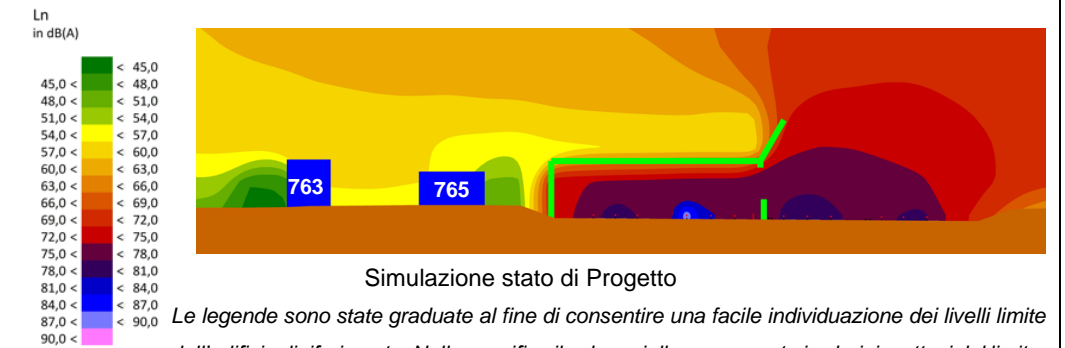 Ln
in dB(A)
< 45,0
45,0 < < 48,0
48,0 < < 51,0
51,0 < < 54,0
54,0 < < 57,0
57,0 < < 60,0
60,0 < < 63,0
63,0 < < 66,0
66,0 < < 69,0
69,0 < < 72,0
72,0 < < 75,0
75,0 < < 78,0
78,0 < < 81,0
81,0 < < 84,0
84,0 < < 87,0
87,0 < < 90,0
90,0 <
763
765
Simulazione stato di Progetto
Le legende sono state graduate al fine di consentire una facile individuazione dei livelli limite